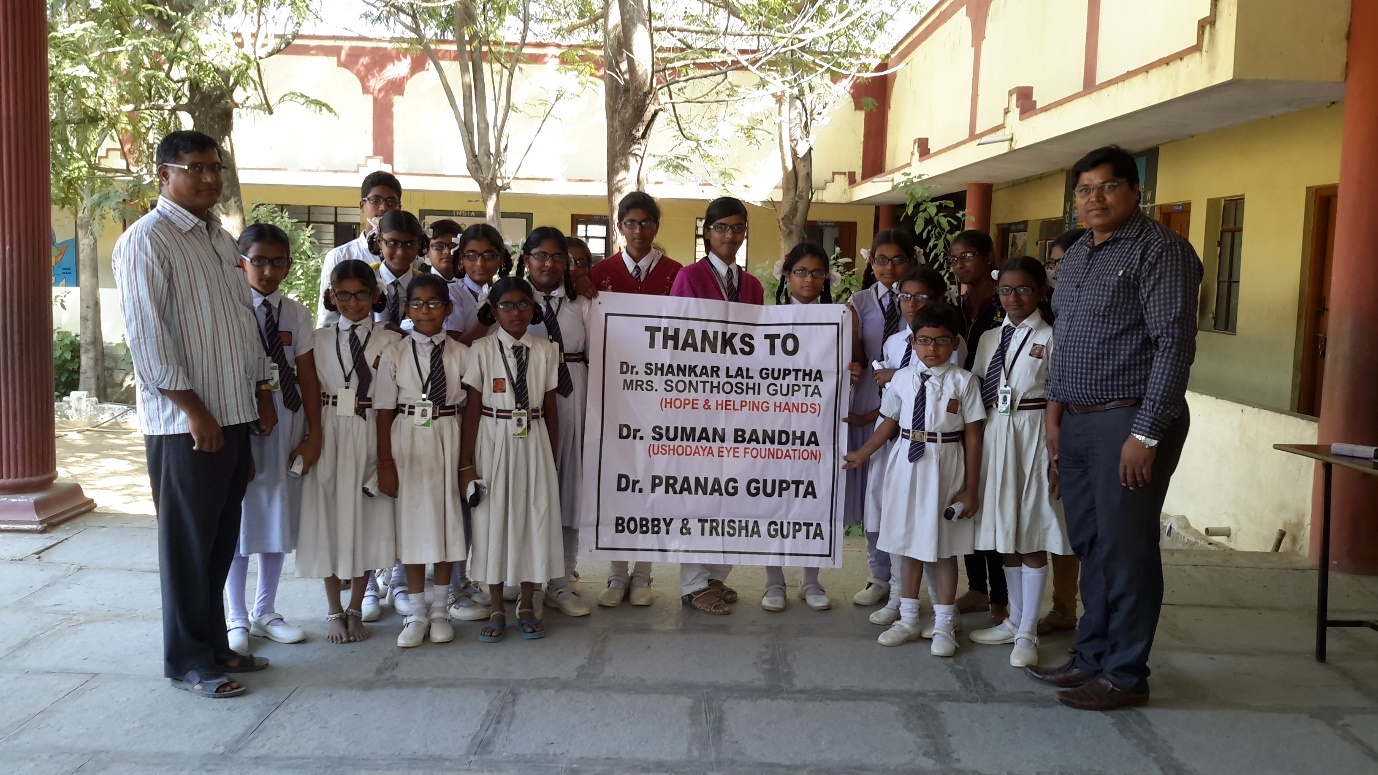 INDIA
THANKS TO
Dr. SHANKAR LAL GUPTHA
MRS. SONTHOSHI GUPTA
(HOPE & HELPING HANDS)
Dr. SUMAN BANDHA
(USHODAYA EYE FOUNDATION)
Dr. PRANAG GUPTA
BOBBY & TRISHA GUPTA